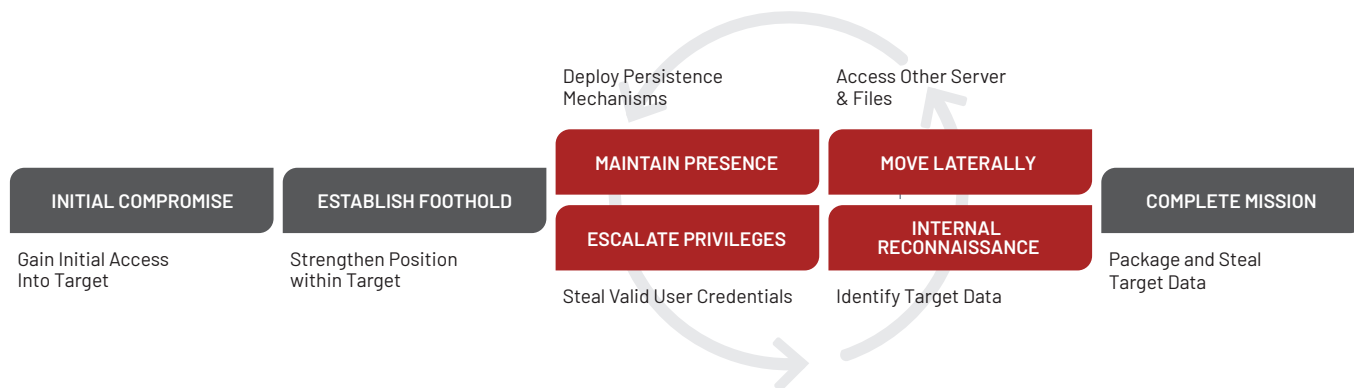 INITIAL COMPROMISE
Gain Initial Access
Into Target
ESTABLISH FOOTHOLD
Strengthen Position
within Target
Deploy Persistence
Mechanisms
MAINTAIN PRESENCE
ESCALATE PRIVILEGES
Steal Valid User Credentials
Access Other Server
& Files
MOVE LATERALLY
INTERNAL
RECONNAISSANCE
Identify Target Data
COMPLETE MISSION
Package and Steal
Target Data